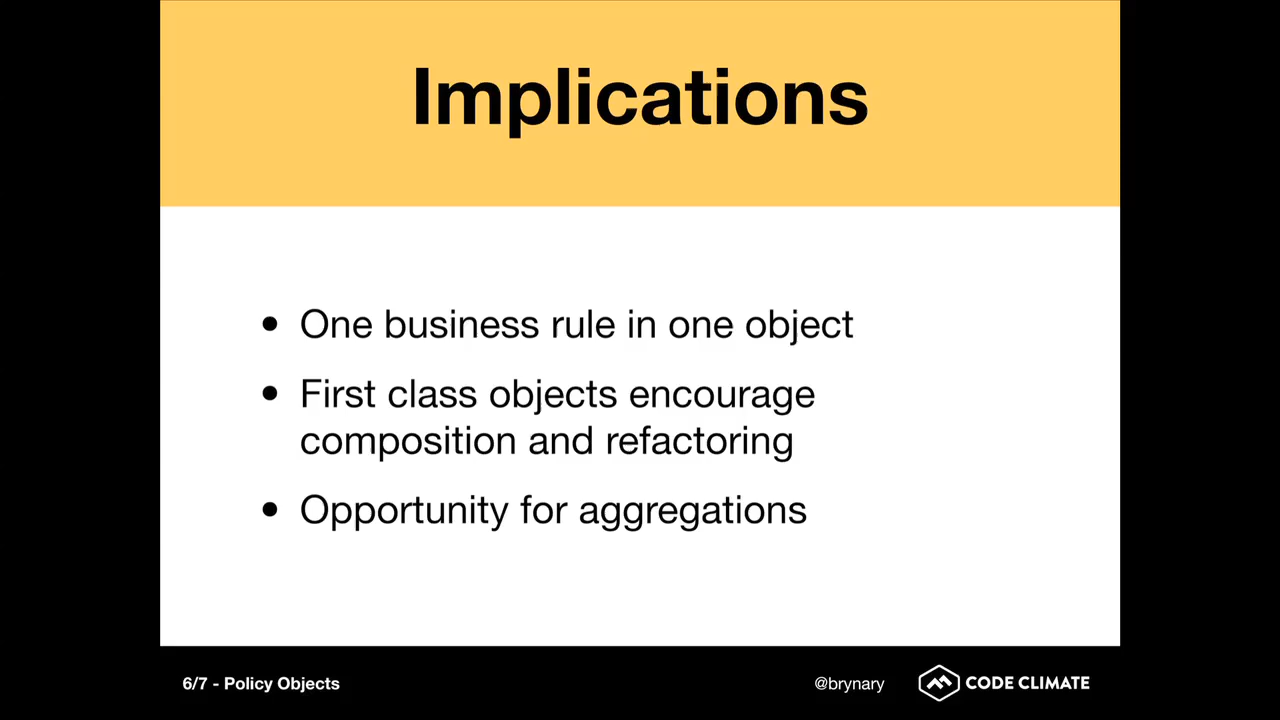 Implications
• One business rule in one object
• First class objects encourage
composition and refactoring
• Opportunity for aggregations
6/7 - Policy Objects
@brynary
CODE CLIMATE